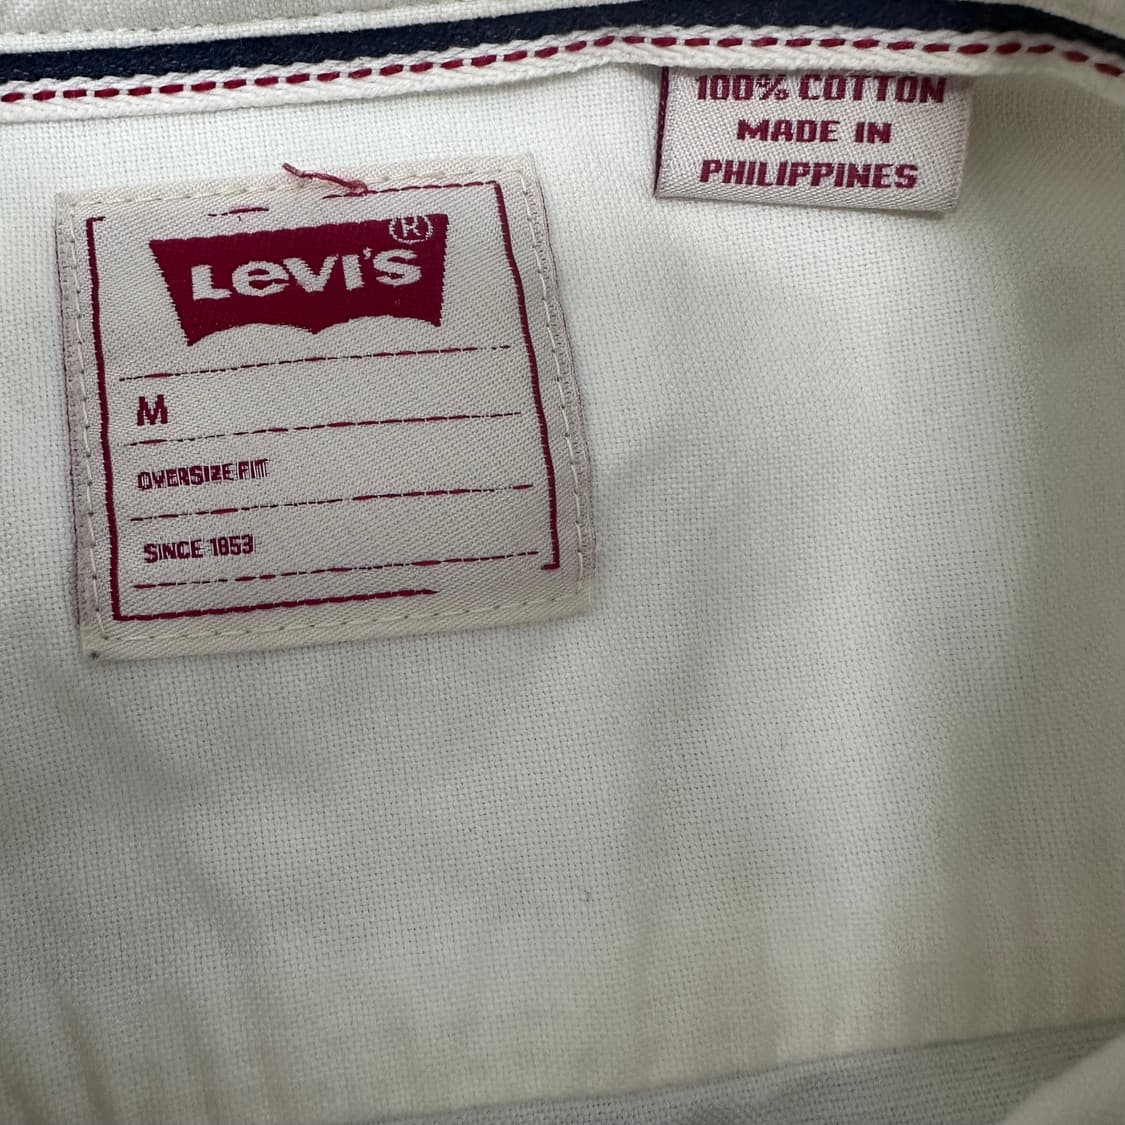 100% COTTON
MADE IN
PHILIPPINES
LEVI'S
(R)
M
OVERSIZE FIT
SINCE 1853